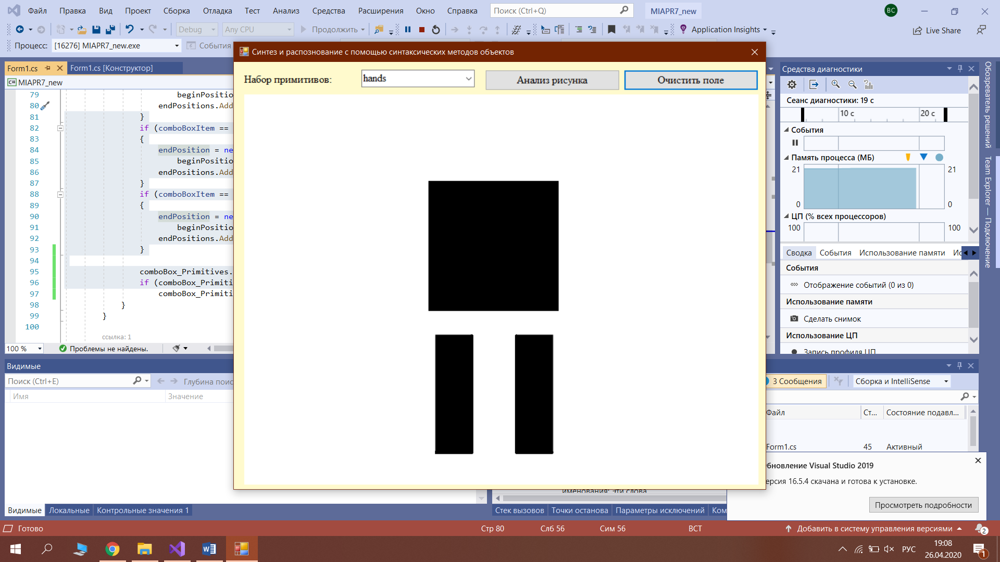 Файл Правка Вид Проект Сборка Отладка Тест Анализ Средства Расширения Окно Справка Поиск (Ctrl+Q) MIAPR7_new ВС
Debug Any CPU Продолжить Application Insights Live Share
Процесс: [16276] MIAPR7_new.exe События
Синтез и распознование с помощью синтаксических методов объектов
Form1.cs Form1.cs [Конструктор]
MIAPR7_new
Набор примитивов: hands Анализ рисунка Очистить поле
79 beginPositio
80 endPositions.Add
81 }
82 if (comboBoxItem ==
83 {
84 endPosition = ne
85 beginPositio
86 endPositions.Add
87 }
88 if (comboBoxItem ==
89 {
90 endPosition = ne
91 beginPositio
92 endPositions.Add
93 }
94
95 comboBox_Primitives.
96 if (comboBox_Primiti
97 comboBox_Primiti
98 }
99 }
100
ссылка: 1
100 % Проблемы не найдены.
Средства диагностики
Сеанс диагностики: 19 с
10 с 20 с
События
Память процесса (МБ)
21 21
0 0
ЦП (% всех процессоров)
100 100
Сводка События Использование памяти Ис
События
Отображение событий (0 из 0)
Использование памяти
Сделать снимок
Использование ЦП
Запись профиля ЦП
Обозреватель решений
Team Explorer — Подключение
Видимые
Поиск (Ctrl+E) Глубина поис
Имя Значение
Видимые Локальные Контрольные значения 1
3 Сообщения Сборка и IntelliSense
Файл Ст... Состояние подавл...
Form1.cs 45 Активный
именования: Эти слова
Стек вызовов Точки останова Параметры исключений Ком
бновление Visual Studio 2019
ерсия 16.5.4 скачана и готова к установке.
Просмотреть подробности
Готово Стр 80 Слб 56 Сим 56 ВСТ Добавить в систему управления версиями 2
РУС 19:08
26.04.2020 1